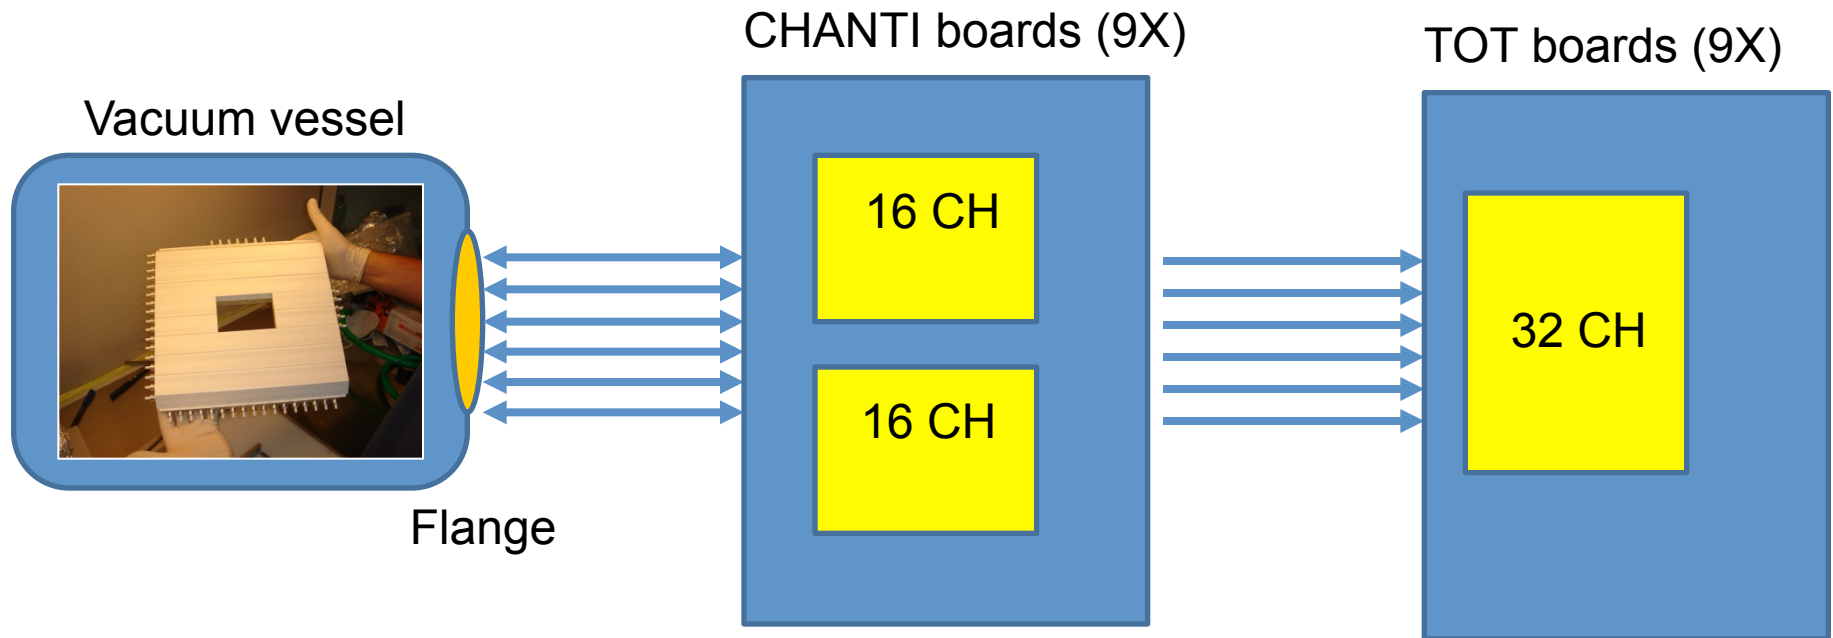 CHANTI boards (9X)
TOT boards (9X)
Vacuum vessel
16 CH
16 CH
32 CH
Flange